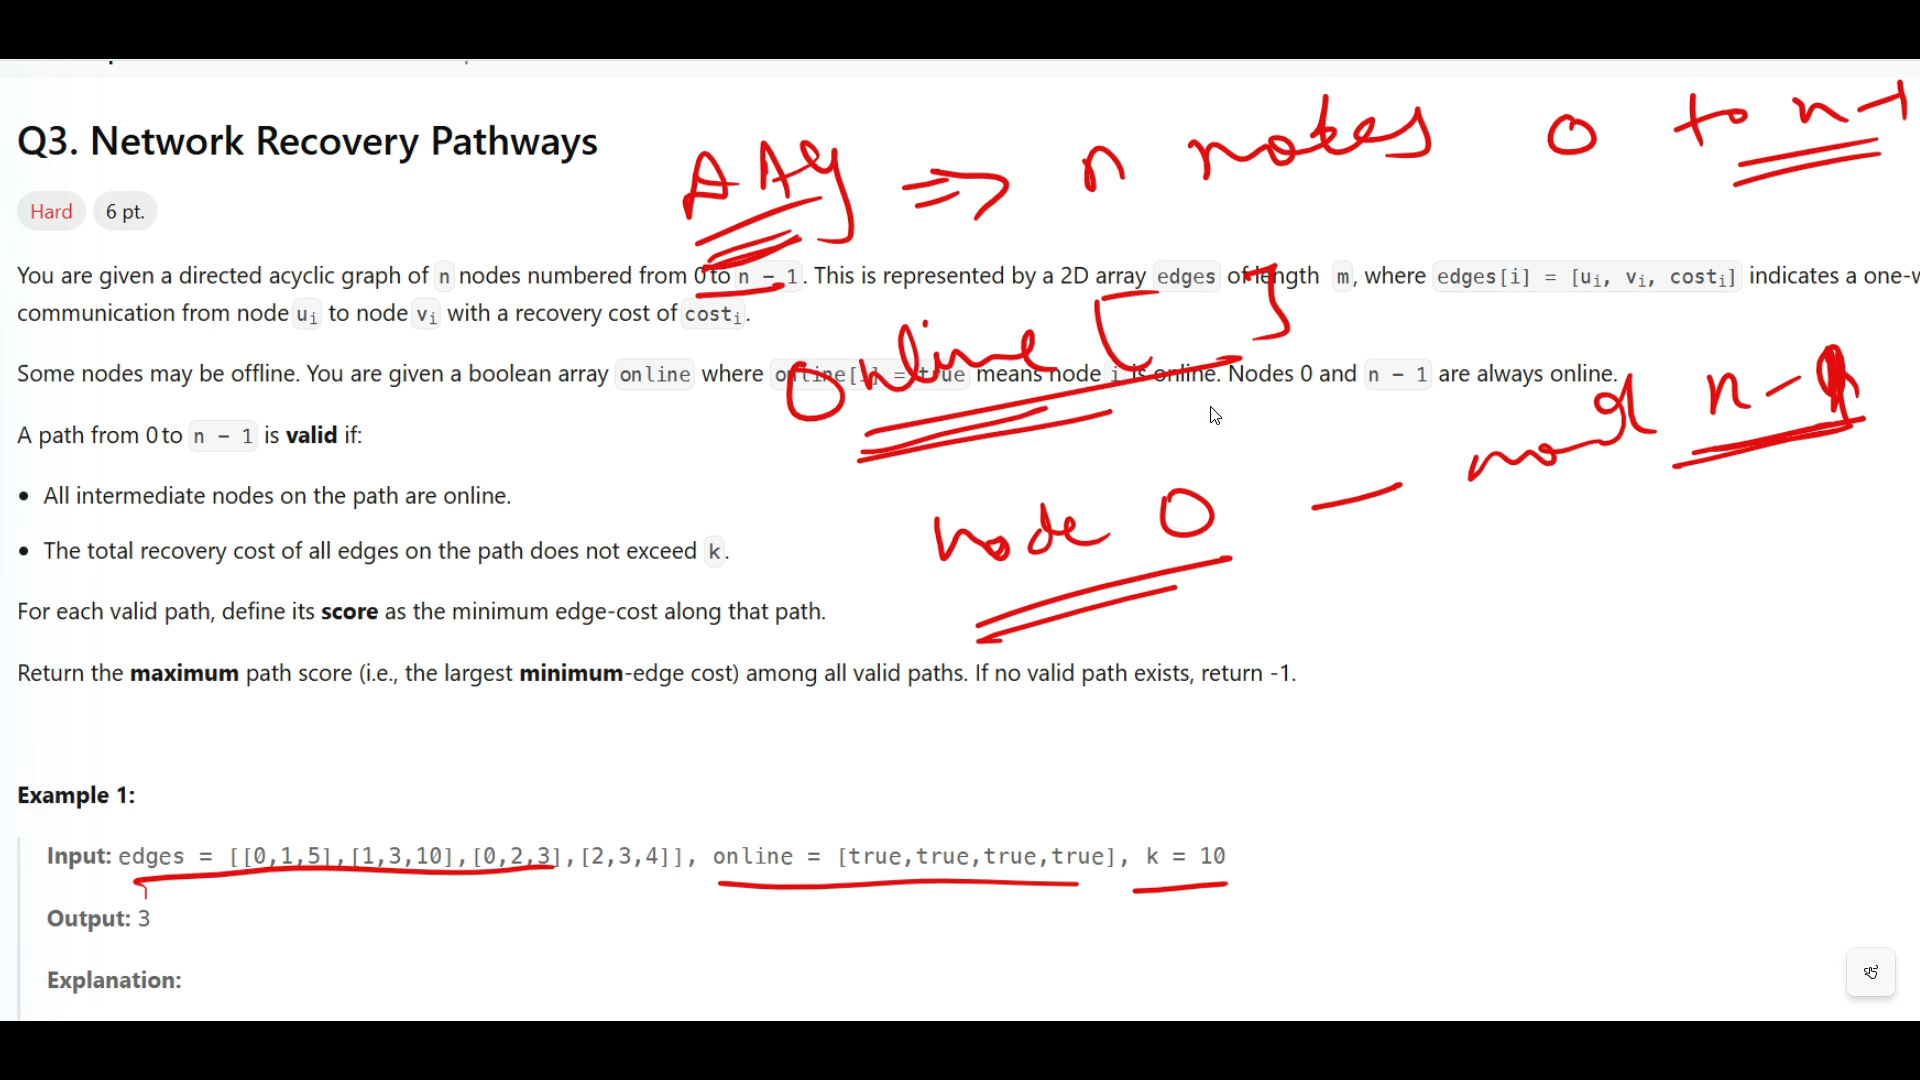 Q3. Network Recovery Pathways
n nodes 0 to n-1
Hard 6 pt.
You are given a directed acyclic graph of n nodes numbered from 0 to n - 1. This is represented by a 2D array edges of length m, where edges[i] = [ui, vi, costi] indicates a one-
communication from node ui to node vi with a recovery cost of costi.
online [ ]
Some nodes may be offline. You are given a boolean array online where online[i] = true means node i is online. Nodes 0 and n - 1 are always online.
n-1
A path from 0 to n - 1 is valid if:
All intermediate nodes on the path are online.
node 0 -
The total recovery cost of all edges on the path does not exceed k.
For each valid path, define its score as the minimum edge-cost along that path.
Return the maximum path score (i.e., the largest minimum-edge cost) among all valid paths. If no valid path exists, return -1.
Example 1:
Input: edges = [[0,1,5],[1,3,10],[0,2,3],[2,3,4]], online = [true,true,true,true], k = 10
Output: 3
Explanation: